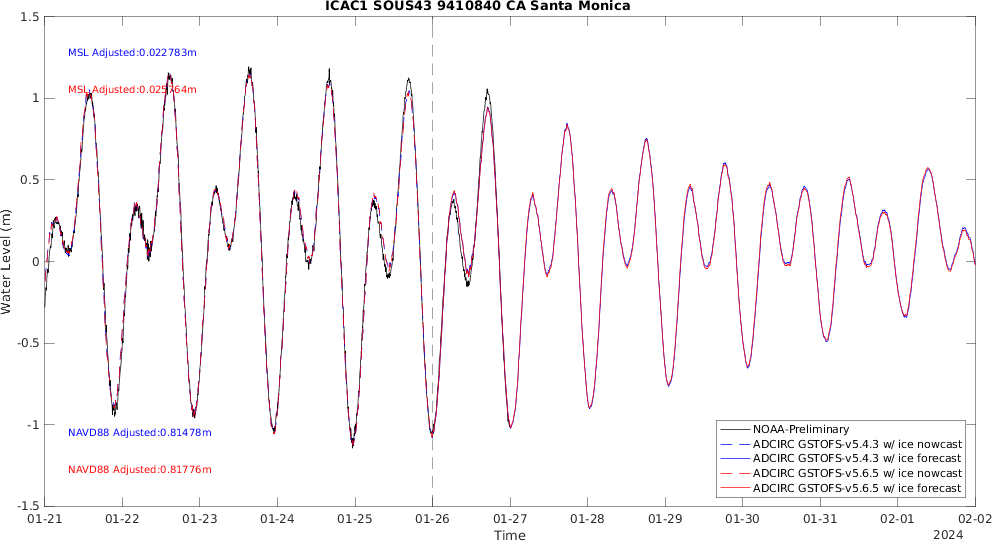 ICAC1 SOUS43 9410840 CA Santa Monica
1.5
1
0.5
0
-0.5
-1
-1.5
Water Level (m)
MSL Adjusted:0.022783m
MSL Adjusted:0.025764m
NAVD88 Adjusted:0.81478m
NAVD88 Adjusted:0.81776m
NOAA-Preliminary
ADCIRC GSTOFS-v5.4.3 w/ ice nowcast
ADCIRC GSTOFS-v5.4.3 w/ ice forecast
ADCIRC GSTOFS-v5.6.5 w/ ice nowcast
ADCIRC GSTOFS-v5.6.5 w/ ice forecast
01-21 01-22 01-23 01-24 01-25 01-26 01-27 01-28 01-29 01-30 01-31 02-01 02-02
Time
2024